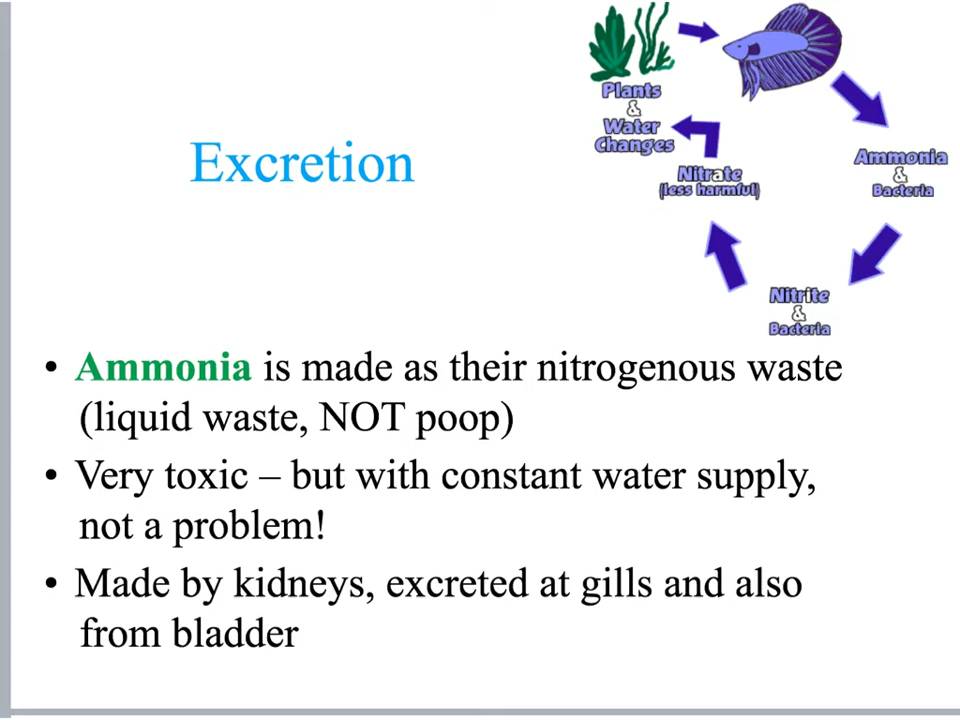 Plants
&
Water
Changes
Nitrate
(less harmful)
Ammonia
&
Bacteria
Nitrite
&
Bacteria
Excretion
• Ammonia is made as their nitrogenous waste
(liquid waste, NOT poop)
• Very toxic – but with constant water supply,
not a problem!
• Made by kidneys, excreted at gills and also
from bladder